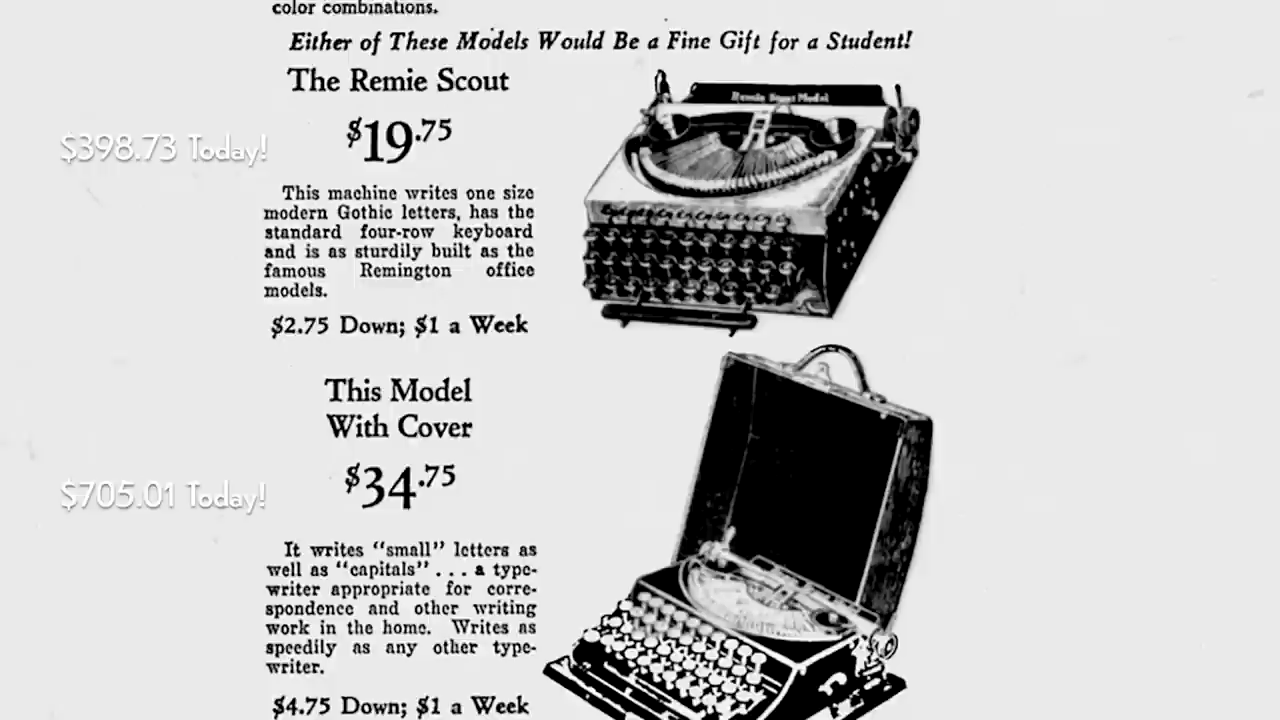 color combinations.
Either of These Models Would Be a Fine Gift for a Student!
The Remie Scout
$19.75
$398.73 Today!
This machine writes one size
modern Gothic letters, has the
standard four-row keyboard
and is as sturdily built as the
famous Remington office
models.
$2.75 Down; $1 a Week
Remie Scout Model
This Model
With Cover
$34.75
$705.01 Today!
It writes “small” letters as
well as “capitals” . . . a type-
writer appropriate for corre-
spondence and other writing
work in the home. Writes as
speedily as any other type-
writer.
$4.75 Down; $1 a Week